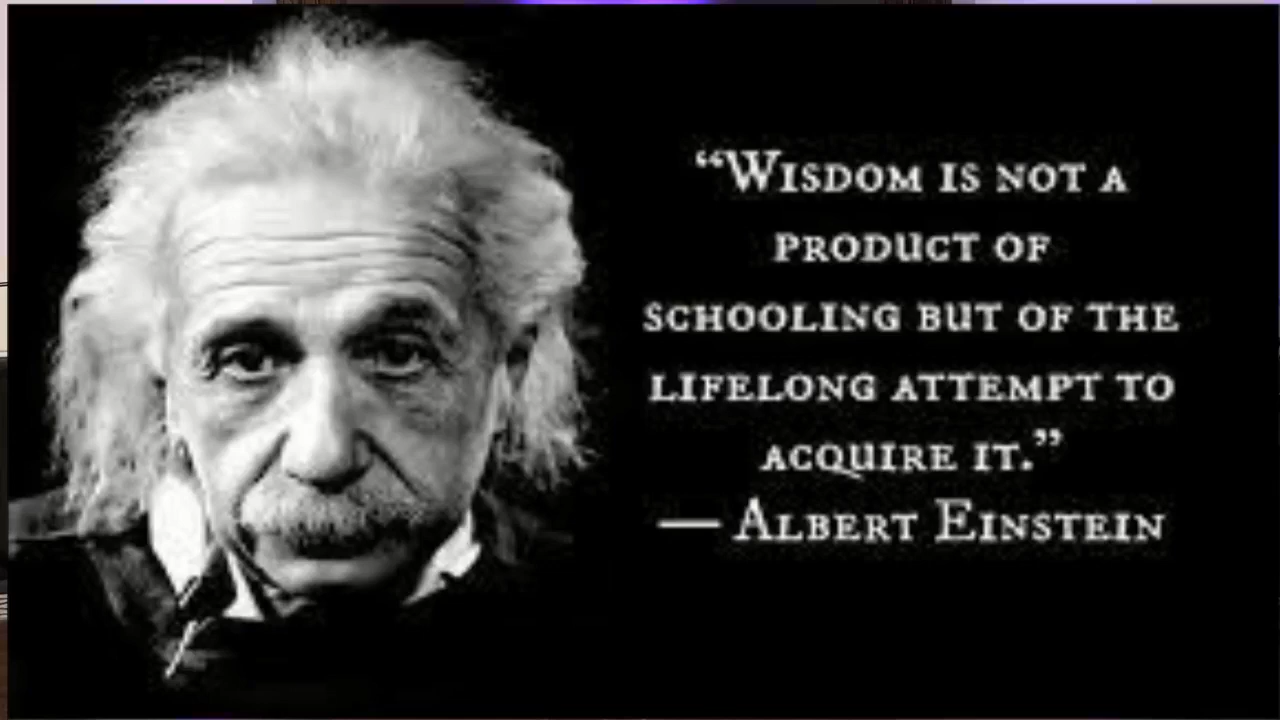 “Wisdom is not a
product of
schooling but of the
lifelong attempt to
acquire it.”
— Albert Einstein